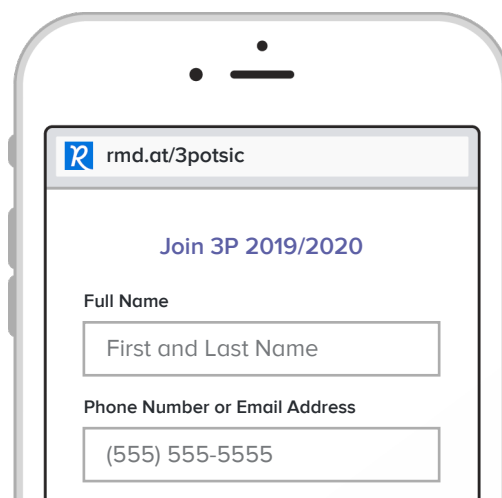 rmd.at/3potsic
Join 3P 2019/2020
Full Name
First and Last Name
Phone Number or Email Address
(555) 555-5555